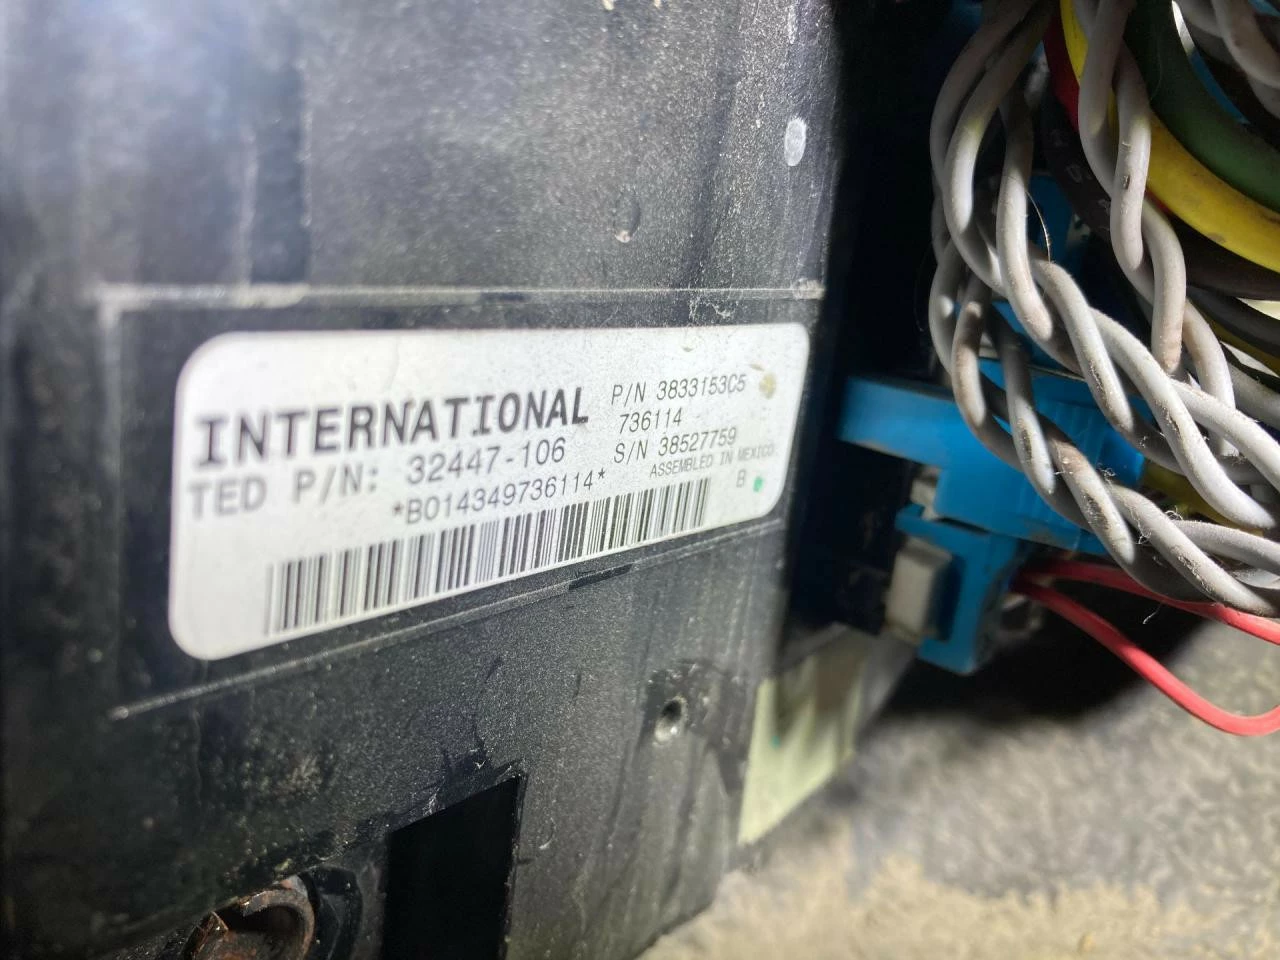 INTERNATIONAL
P/N 3833153C5
736114
TED P/N: 32447-106
S/N 38527759
ASSEMBLED IN MEXICO
*B014349736114*
B